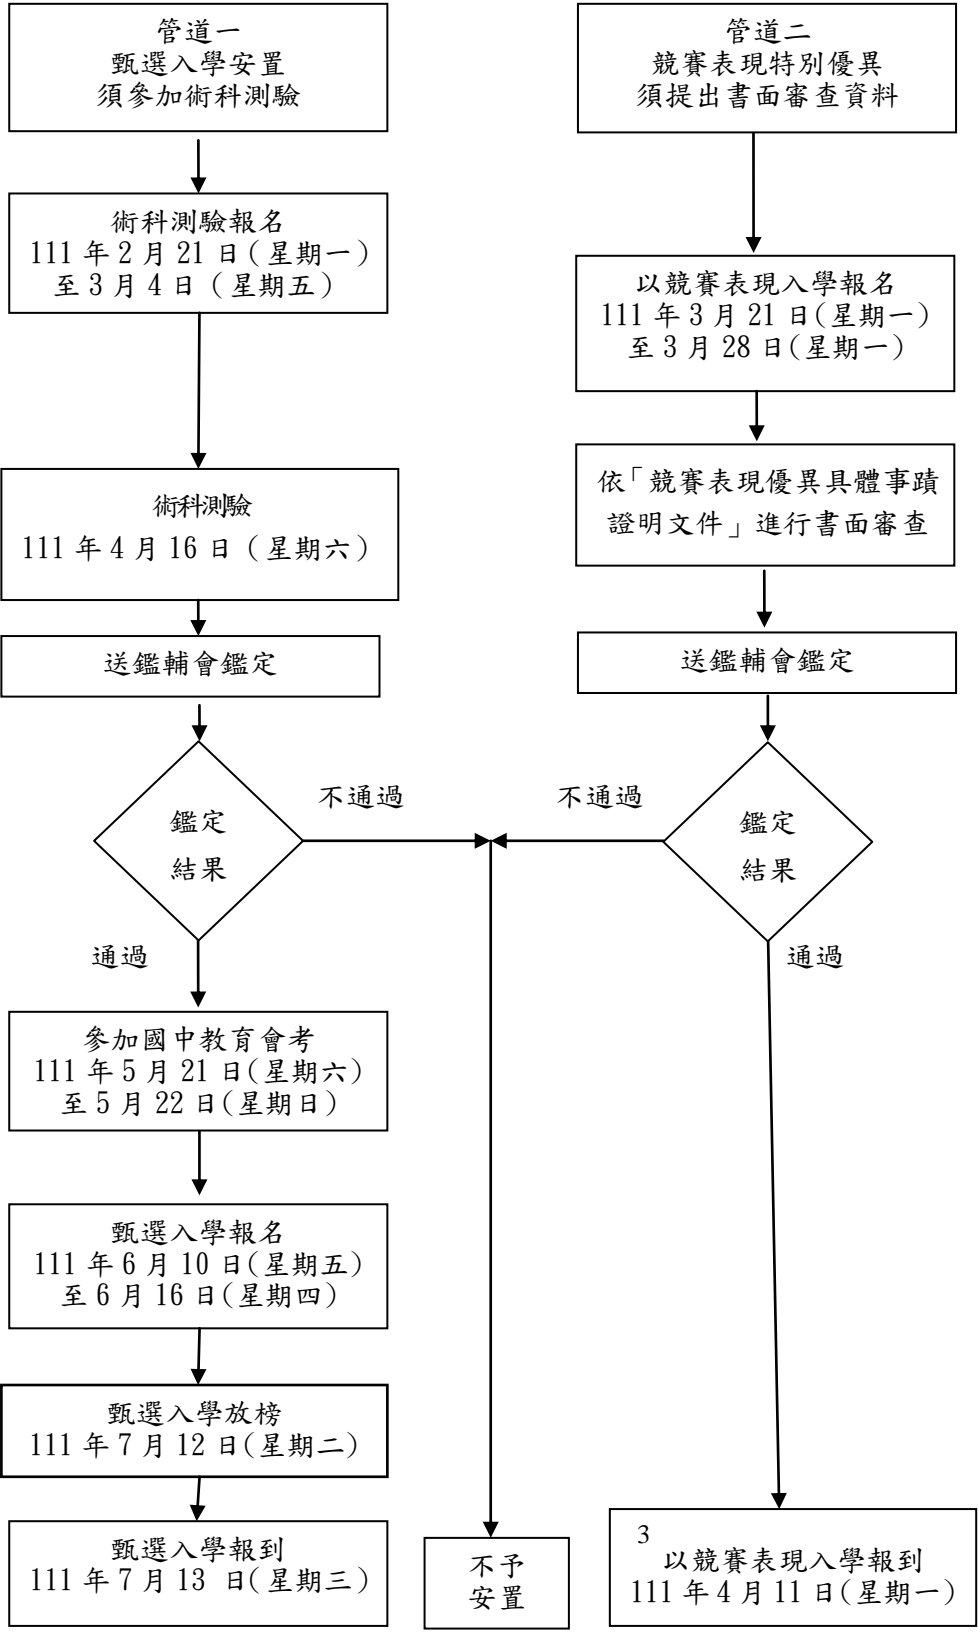 管道一
甄選入學安置
須參加術科測驗
術科測驗報名
111 年 2 月 21 日(星期一)
至 3 月 4 日 (星期五)
術科測驗
111 年 4 月 16 日 (星期六)
送鑑輔會鑑定
鑑定
結果
不通過
通過
參加國中教育會考
111 年 5 月 21 日(星期六)
至 5 月 22 日(星期日)
甄選入學報名
111 年 6 月 10 日(星期五)
至 6 月 16 日(星期四)
甄選入學放榜
111 年 7 月 12 日(星期二)
甄選入學報到
111 年 7 月 13 日(星期三)
管道二
競賽表現特別優異
須提出書面審查資料
以競賽表現入學報名
111 年 3 月 21 日(星期一)
至 3 月 28 日(星期一)
依「競賽表現優異具體事蹟
證明文件」進行書面審查
送鑑輔會鑑定
鑑定
結果
不通過
通過
不予
安置
3
以競賽表現入學報到
111 年 4 月 11 日(星期一)